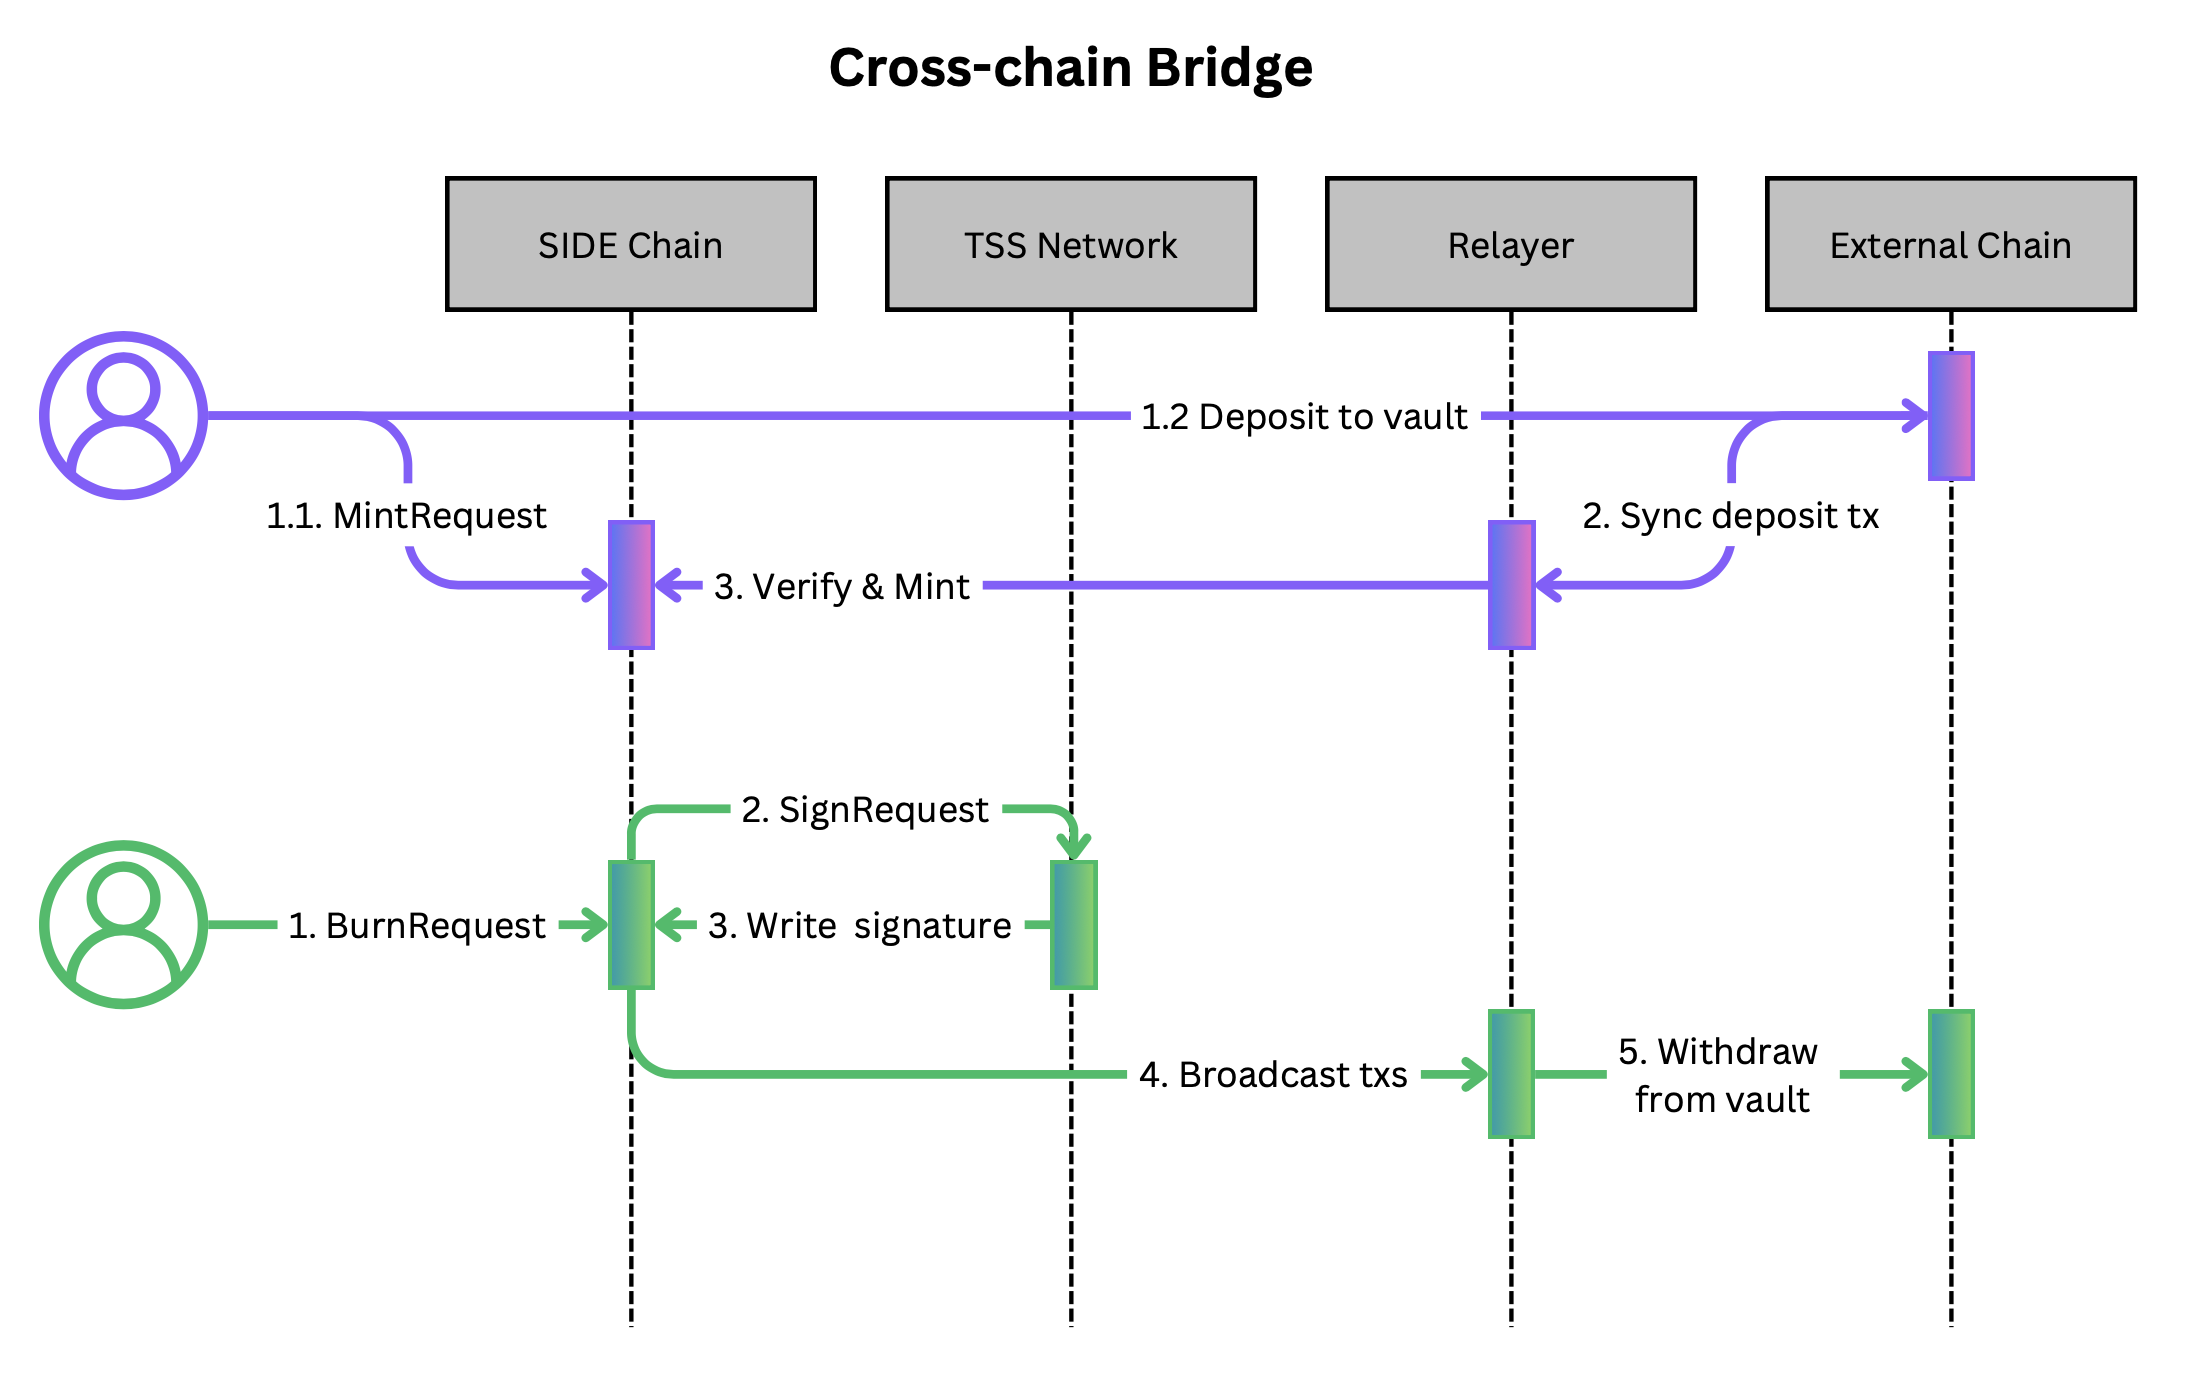 Cross-chain Bridge
SIDE Chain
TSS Network
Relayer
External Chain
1.2 Deposit to vault
1.1. MintRequest
2. Sync deposit tx
3. Verify & Mint
2. SignRequest
1. BurnRequest
3. Write  signature
4. Broadcast txs
5. Withdraw
from vault